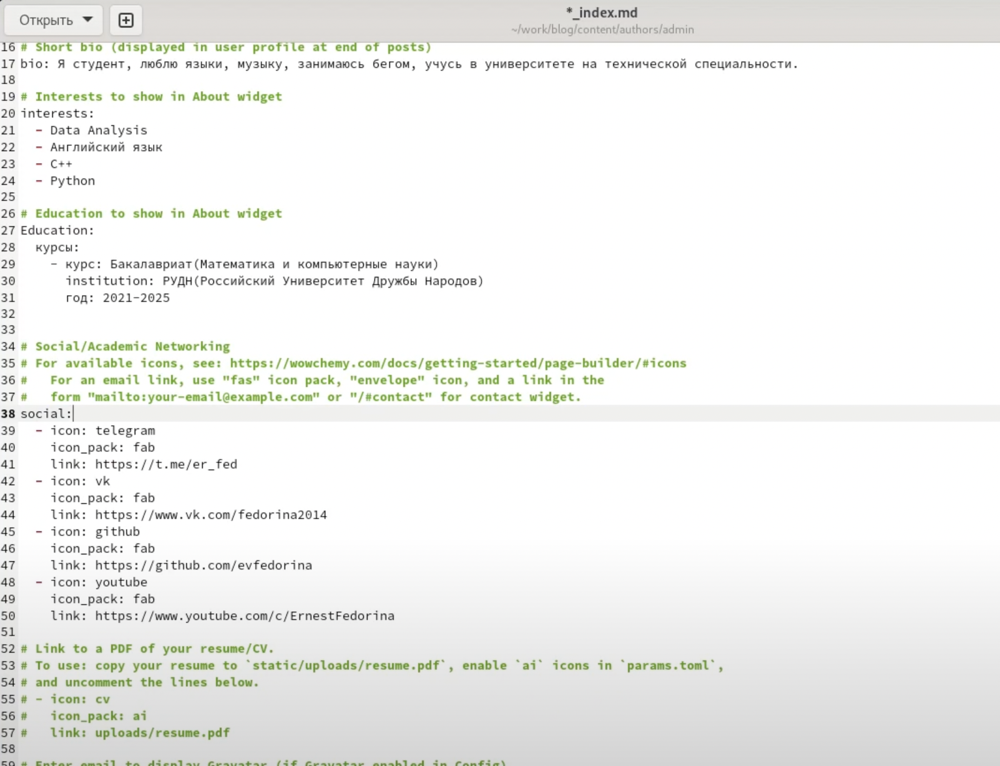 Открыть
*_index.md
~/work/blog/content/authors/admin
16 # Short bio (displayed in user profile at end of posts)
17 bio: Я студент, люблю языки, музыку, занимаюсь бегом, учусь в университете на технической специальности.
18
19 # Interests to show in About widget
20 interests:
21   - Data Analysis
22   - Английский язык
23   - C++
24   - Python
25
26 # Education to show in About widget
27 Education:
28   курсы:
29     - курс: Бакалавриат(Математика и компьютерные науки)
30       institution: РУДН(Российский Университет Дружбы Народов)
31       год: 2021-2025
32
33
34 # Social/Academic Networking
35 # For available icons, see: https://wowchemy.com/docs/getting-started/page-builder/#icons
36 #   For an email link, use "fas" icon pack, "envelope" icon, and a link in the
37 #   form "mailto:your-email@example.com" or "/#contact" for contact widget.
38 social:
39   - icon: telegram
40     icon_pack: fab
41     link: https://t.me/er_fed
42   - icon: vk
43     icon_pack: fab
44     link: https://www.vk.com/fedorina2014
45   - icon: github
46     icon_pack: fab
47     link: https://github.com/evfedorina
48   - icon: youtube
49     icon_pack: fab
50     link: https://www.youtube.com/c/ErnestFedorina
51
52 # Link to a PDF of your resume/CV.
53 # To use: copy your resume to `static/uploads/resume.pdf`, enable `ai` icons in `params.toml`,
54 # and uncomment the lines below.
55 # - icon: cv
56 #   icon_pack: ai
57 #   link: uploads/resume.pdf
58
59 # Enter email to display Gravatar (if Gravatar enabled in Config)